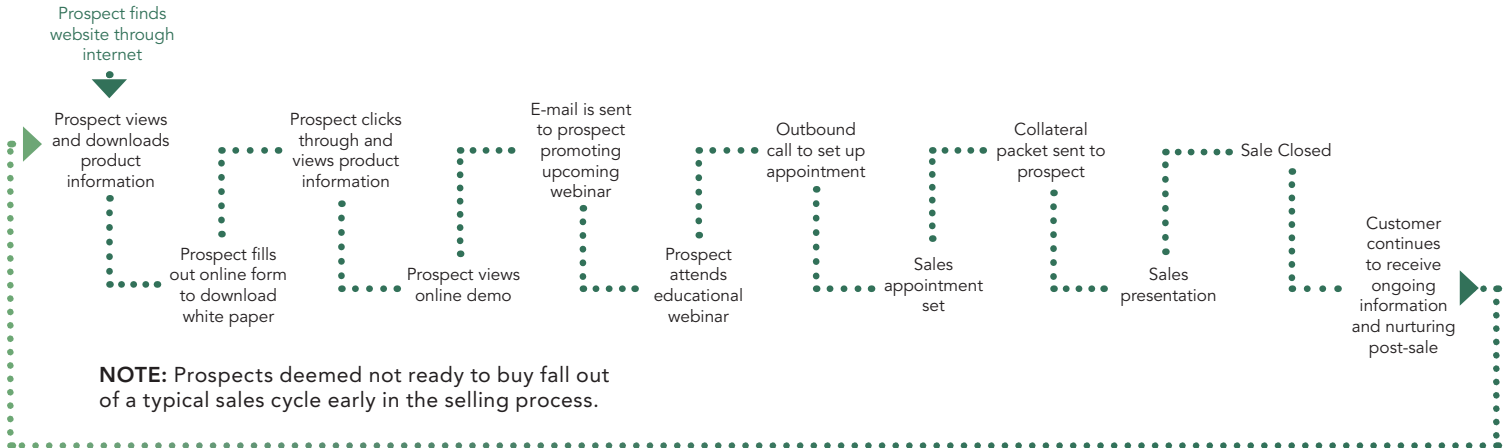 Prospect finds
website through
internet
Prospect views
and downloads
product
information
Prospect fills
out online form
to download
white paper
Prospect clicks
through and
views product
information
Prospect views
online demo
E-mail is sent
to prospect
promoting
upcoming
webinar
Prospect
attends
educational
webinar
Outbound
call to set up
appointment
Sales
appointment
set
Collateral
packet sent to
prospect
Sales
presentation
Sale Closed
Customer
continues
to receive
ongoing
information
and nurturing
post-sale
NOTE: Prospects deemed not ready to buy fall out
of a typical sales cycle early in the selling process.